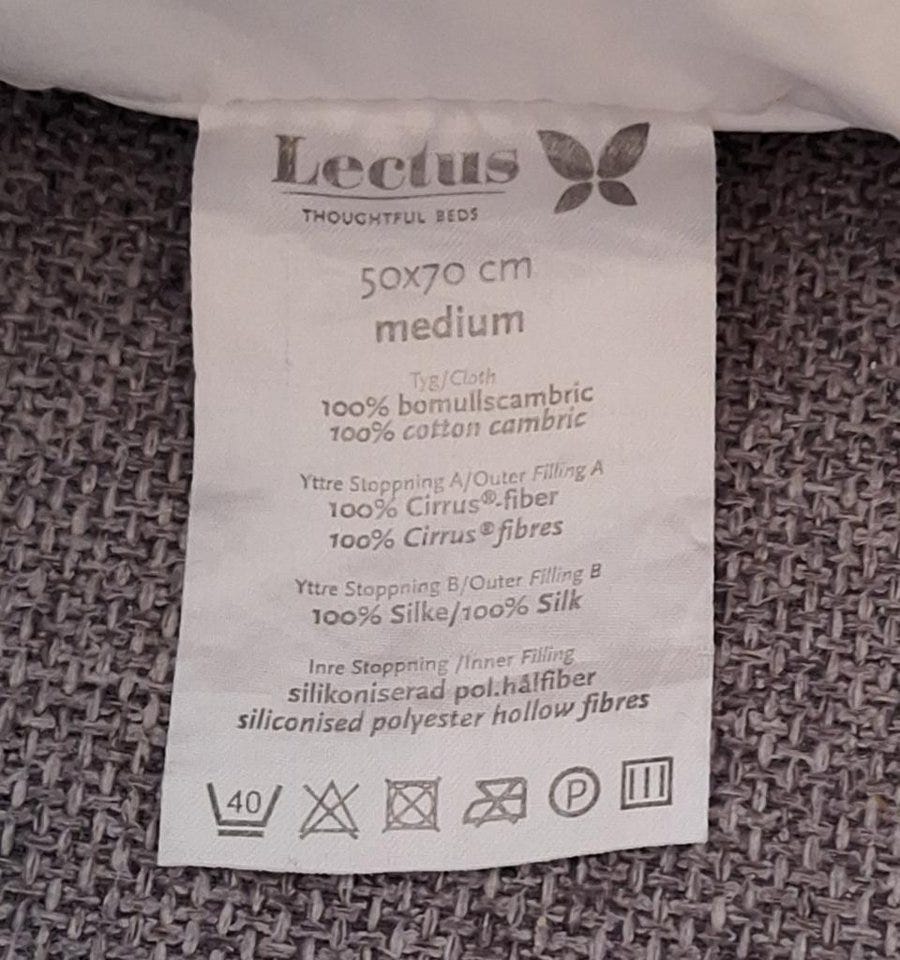 Lectus
THOUGHTFUL BEDS
50x70 cm
medium
Tyg/Cloth
100% bomullscambric
100% cotton cambric
Yttre Stoppning A/Outer Filling A
100% Cirrus®-fiber
100% Cirrus® fibres
Yttre Stoppning B/Outer Filling B
100% Silke/100% Silk
Inre Stoppning /Inner Filling
silikoniserad pol.hålfiber
siliconised polyester hollow fibres
40 P